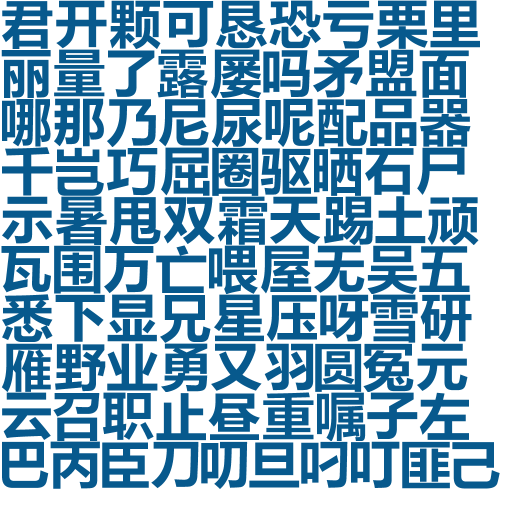 君开颗可恳恐亏栗里
丽量了露屡吗矛盟面
哪那乃尼尿呢配品器
千岂巧屈圈驱晒石尸
示暑甩双霜天踢土顽
瓦围万亡喂屋无吴五
悉下显兄星压呀雪研
雁野业勇又羽圆冤元
云召职止昼重嘱子左
巴丙臣刀叨旦叼叮匪己